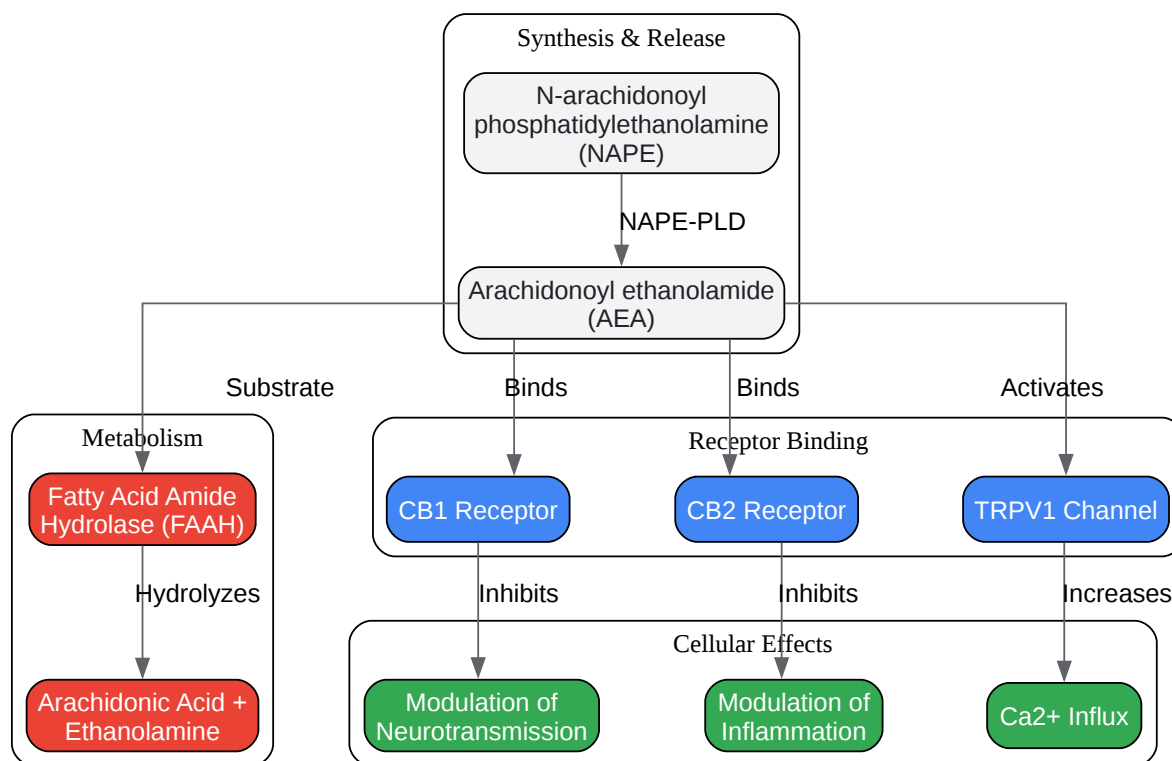 Synthesis & Release
N-arachidonoyl
phosphatidylethanolamine
(NAPE)
NAPE-PLD
Arachidonoyl ethanolamide
(AEA)
Substrate
Binds
Binds
Activates
Metabolism
Receptor Binding
Fatty Acid Amide
Hydrolase (FAAH)
CB1 Receptor
CB2 Receptor
TRPV1 Channel
Hydrolyzes
Inhibits
Inhibits
Increases
Cellular Effects
Arachidonic Acid +
Ethanolamine
Modulation of
Neurotransmission
Modulation of
Inflammation
Ca2+ Influx